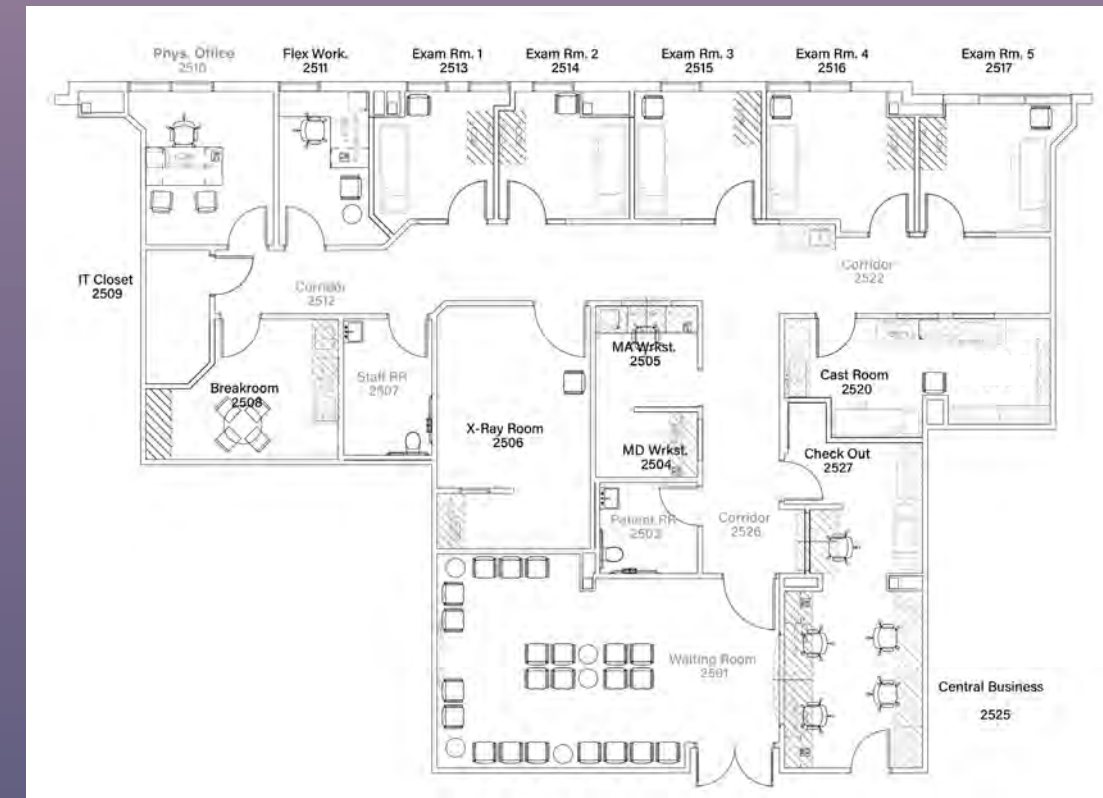 Phys. Office
2510
Flex Work.
2511
Exam Rm. 1
2513
Exam Rm. 2
2514
Exam Rm. 3
2515
Exam Rm. 4
2516
Exam Rm. 5
2517
IT Closet
2509
Corridor
2512
Corridor
2522
Breakroom
2508
Staff RR
2507
X-Ray Room
2506
MA Wrkst.
2505
MD Wrkst.
2504
Cast Room
2520
Check Out
2527
Patient RR
2503
Corridor
2526
Waiting Room
2501
Central Business
2525